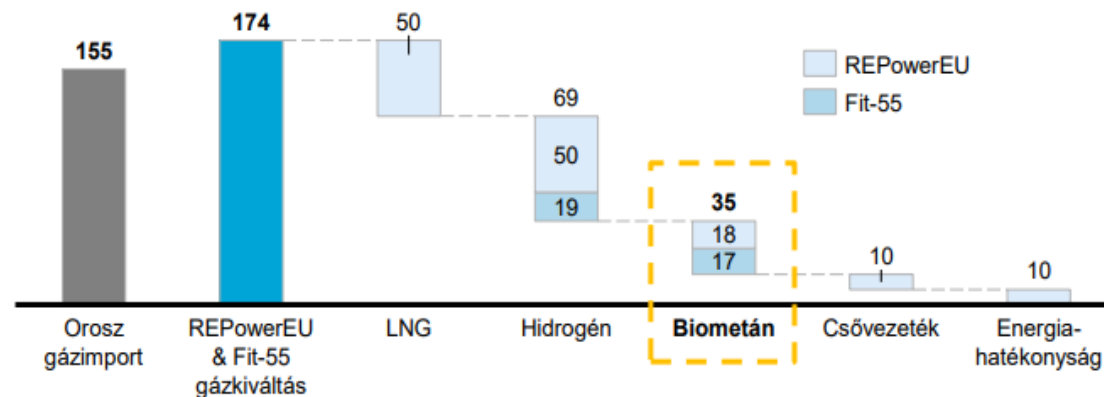 155
174
50
69
50
19
35
18
17
10
10
REPowerEU
Fit-55
Orosz
gázimport
REPowerEU
& Fit-55
gázkiváltás
LNG
Hidrogén
Biometán
Csővezeték
Energia-
hatékonyság